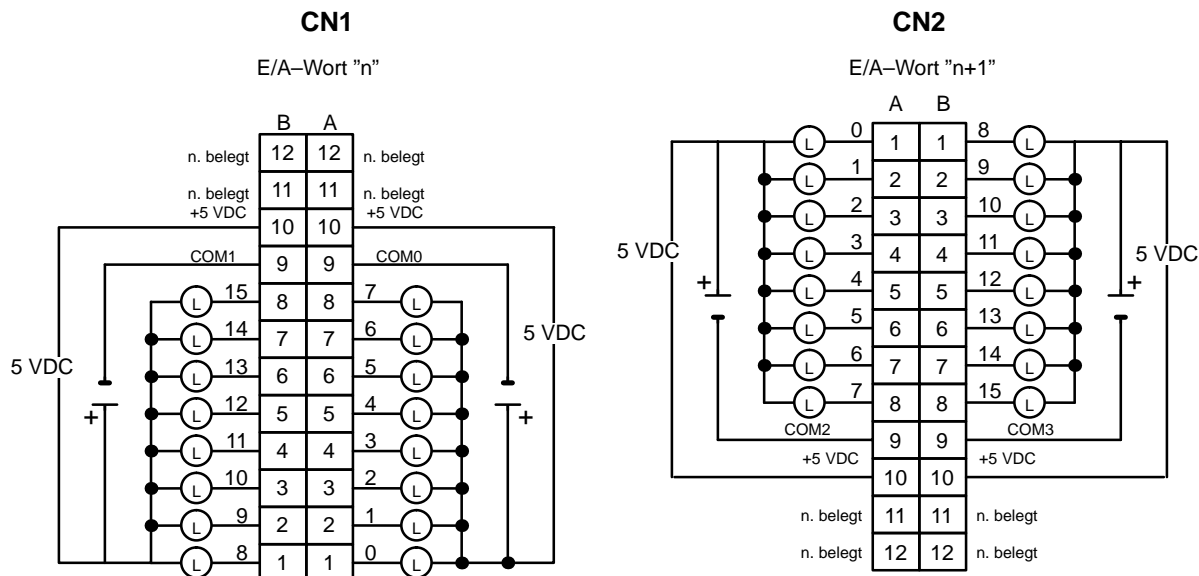 CN1
E/A–Wort ”n”
B A
n. belegt 12 12 n. belegt
n. belegt 11 11 n. belegt
+5 VDC 10 10 +5 VDC
COM1 9 9 COM0
L 15 8 8 7 L
L 14 7 7 6 L
L 13 6 6 5 L
L 12 5 5 4 L
L 11 4 4 3 L
L 10 3 3 2 L
L 9 2 2 1 L
L 8 1 1 0 L
5 VDC
+
+
5 VDC
CN2
E/A–Wort ”n+1”
A B
L 0 1 1 8 L
L 1 2 2 9 L
L 2 3 3 10 L
L 3 4 4 11 L
L 4 5 5 12 L
L 5 6 6 13 L
L 6 7 7 14 L
L 7 8 8 15 L
COM2 9 9 COM3
+5 VDC 10 10 +5 VDC
n. belegt 11 11 n. belegt
n. belegt 12 12 n. belegt
5 VDC
+
+
5 VDC